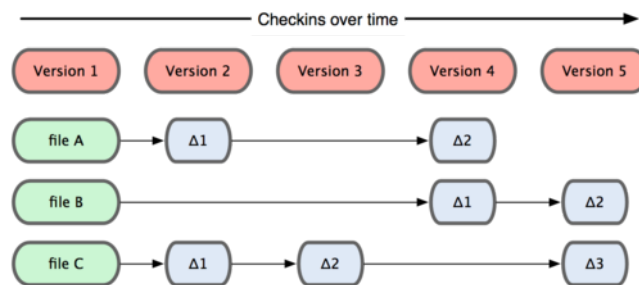 Checkins over time
Version 1 Version 2 Version 3 Version 4 Version 5
file A Δ1 Δ2
file B Δ1 Δ2
file C Δ1 Δ2 Δ3